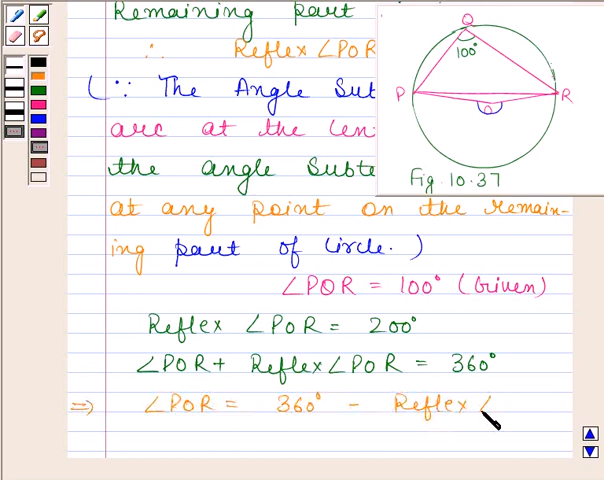 Remaining part
∴ Reflex ∠POR
(∵ The Angle Sub
arc at the Cen
the angle Subte
at any point on the remain-
ing part of Circle.)
∠PQR = 100° (Given)
Reflex ∠POR = 200°
∠POR + Reflex ∠POR = 360°
⇒ ∠POR = 360° - Reflex ∠
Q
100°
P
R
O
Fig 10.37